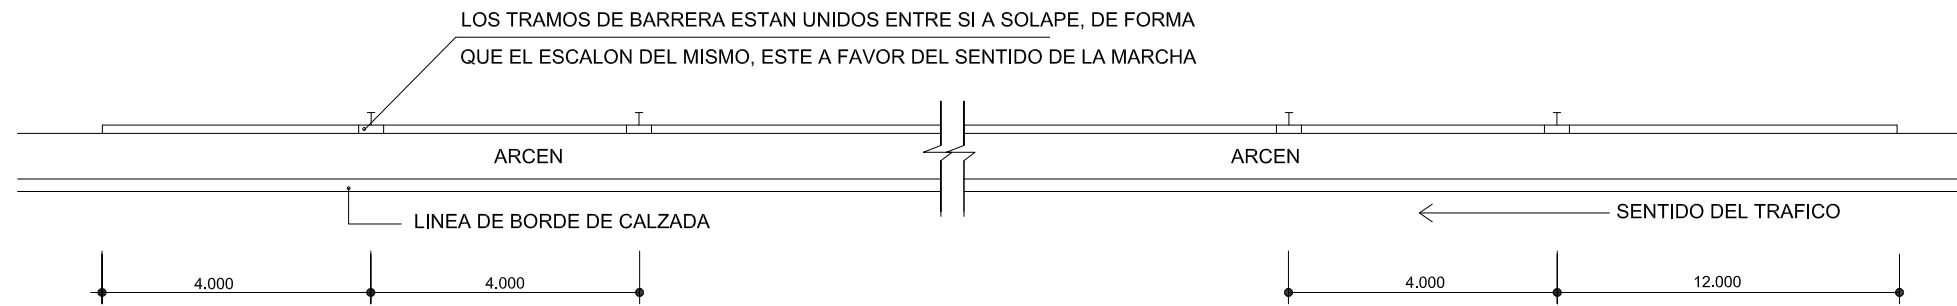 LOS TRAMOS DE BARRERA ESTAN UNIDOS ENTRE SI A SOLAPE, DE FORMA
QUE EL ESCALON DEL MISMO, ESTE A FAVOR DEL SENTIDO DE LA MARCHA
ARCEN
ARCEN
LINEA DE BORDE DE CALZADA
SENTIDO DEL TRAFICO
4.000
4.000
4.000
12.000